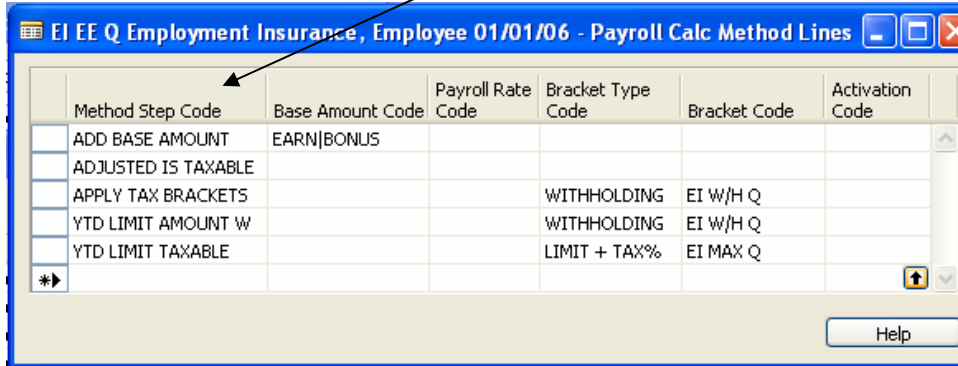 EI EE Q Employment Insurance, Employee 01/01/06 - Payroll Calc Method Lines
Method Step Code Base Amount Code Payroll Rate Code Bracket Type Code Bracket Code Activation Code
ADD BASE AMOUNT EARN|BONUS
ADJUSTED IS TAXABLE
APPLY TAX BRACKETS WITHHOLDING EI W/H Q
YTD LIMIT AMOUNT W WITHHOLDING EI W/H Q
YTD LIMIT TAXABLE LIMIT + TAX% EI MAX Q
Help